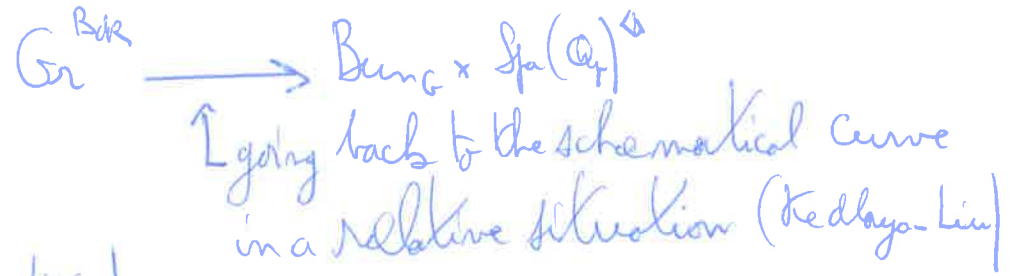 Gr^{BdR} ⟶ Bun_G × Spa(Q_p)^◇
↑ going back to the schematical curve
in a relative situation (Kedlaya-Liu)